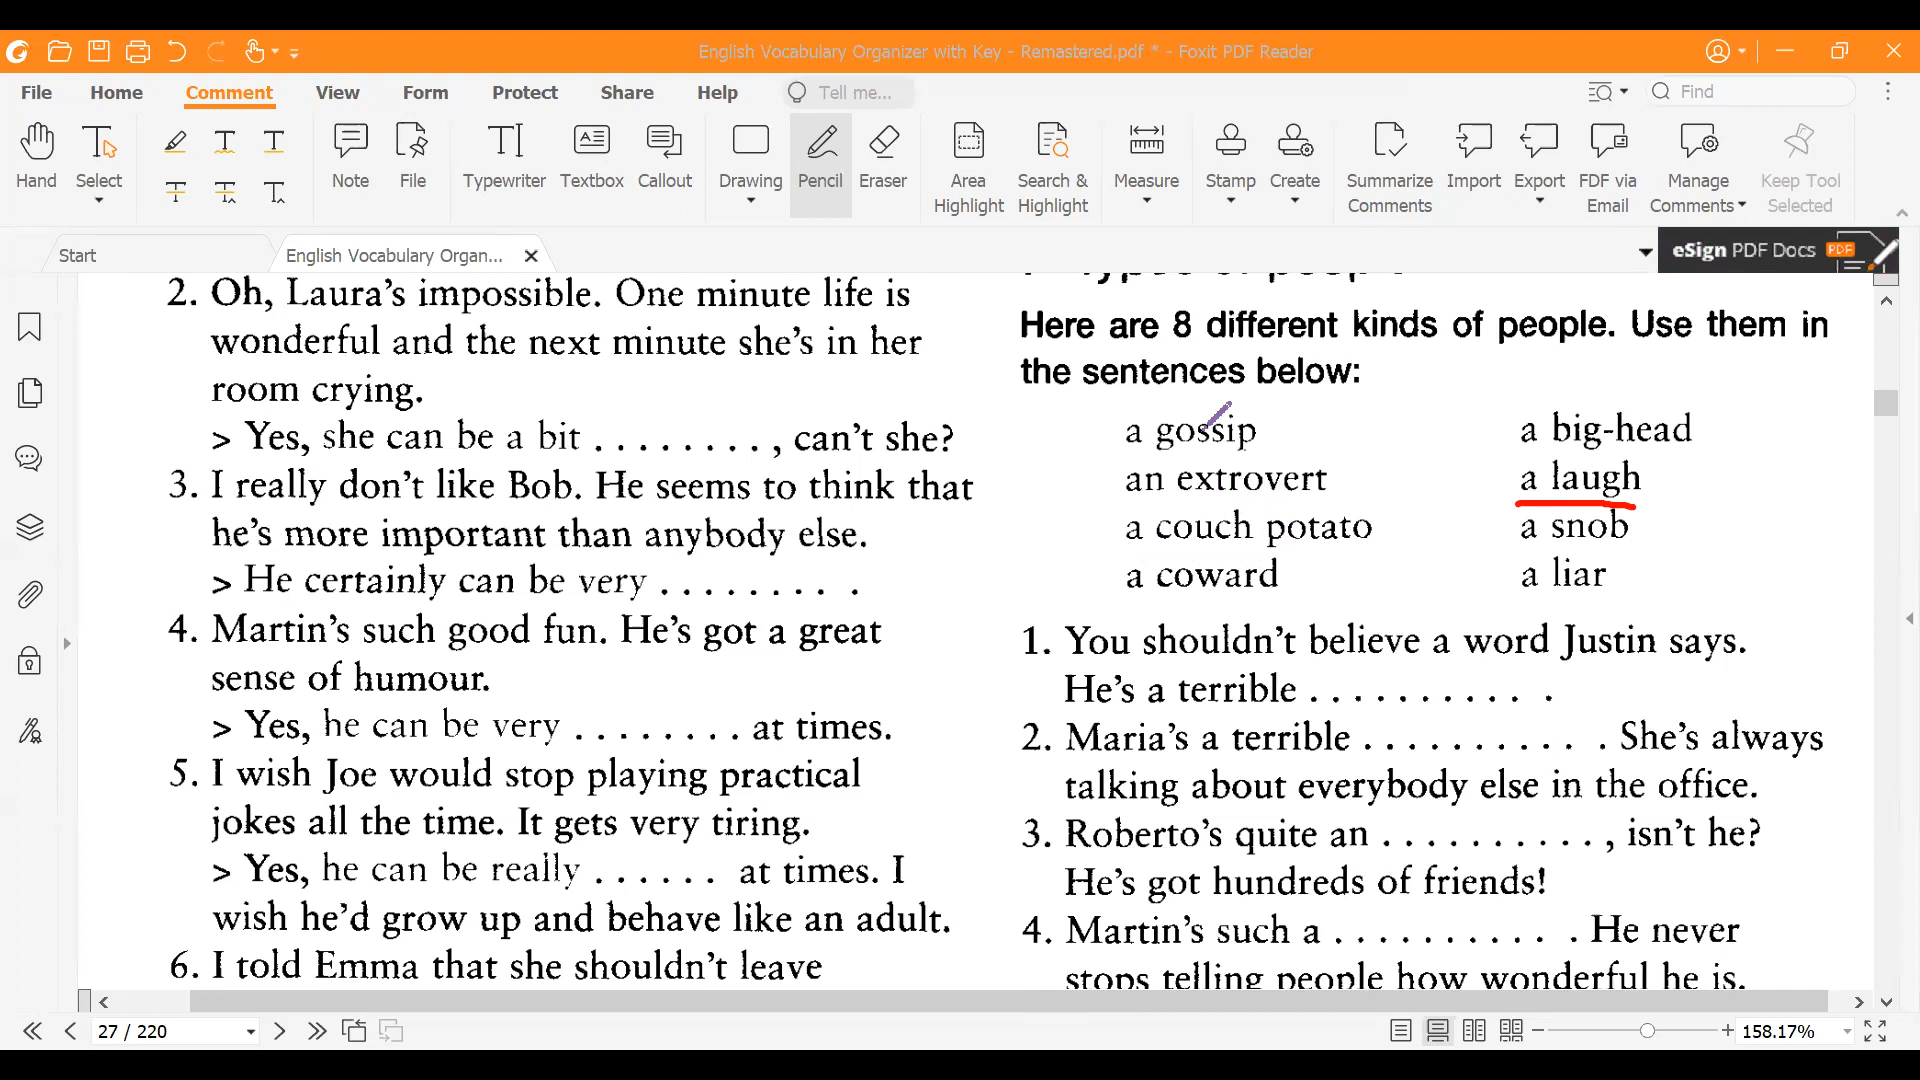 English Vocabulary Organizer with Key - Remastered.pdf * - Foxit PDF Reader
File Home Comment View Form Protect Share Help Tell me... Find
Hand Select Note File Typewriter Textbox Callout Drawing Pencil Eraser Area Highlight Search & Highlight Measure Stamp Create Summarize Comments Import Export FDF via Email Manage Comments Keep Tool Selected
Start English Vocabulary Organ... eSign PDF Docs PDF
2. Oh, Laura's impossible. One minute life is
wonderful and the next minute she's in her
room crying.
> Yes, she can be a bit . . . . . . . . , can't she?
3. I really don't like Bob. He seems to think that
he's more important than anybody else.
> He certainly can be very . . . . . . . . .
4. Martin's such good fun. He's got a great
sense of humour.
> Yes, he can be very . . . . . . . . at times.
5. I wish Joe would stop playing practical
jokes all the time. It gets very tiring.
> Yes, he can be really . . . . . . at times. I
wish he'd grow up and behave like an adult.
6. I told Emma that she shouldn't leave
Here are 8 different kinds of people. Use them in
the sentences below:
a gossip a big-head
an extrovert a laugh
a couch potato a snob
a coward a liar
1. You shouldn't believe a word Justin says.
He's a terrible . . . . . . . . . . .
2. Maria's a terrible . . . . . . . . . . . She's always
talking about everybody else in the office.
3. Roberto's quite an . . . . . . . . . . , isn't he?
He's got hundreds of friends!
4. Martin's such a . . . . . . . . . . . He never
stops telling people how wonderful he is.
27 / 220 158.17%